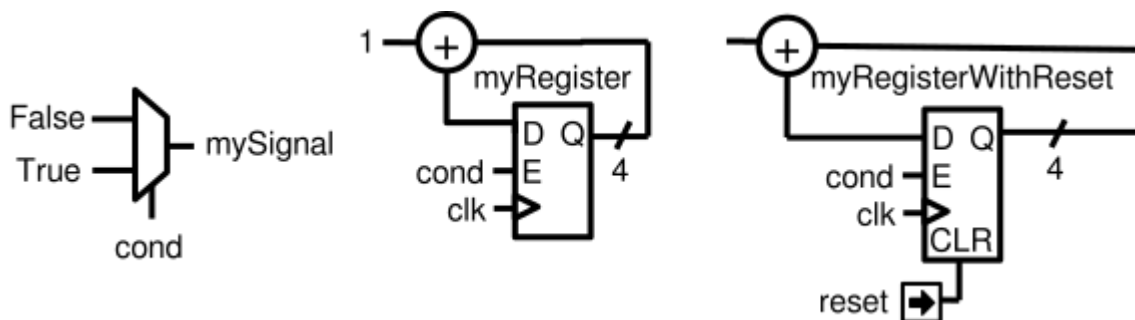 False
True
mySignal
cond
1
+
myRegister
D Q
E
cond
clk
4
+
myRegisterWithReset
D Q
E
cond
clk
CLR
4
reset